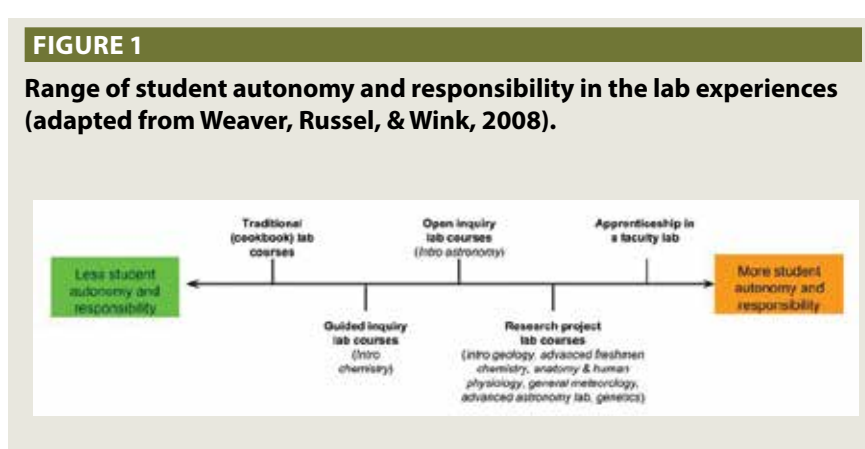 FIGURE 1
Range of student autonomy and responsibility in the lab experiences
(adapted from Weaver, Russel, & Wink, 2008).
Traditional
(cookbook) lab
courses
Open inquiry
lab courses
(Intro astronomy)
Apprenticeship in
a faculty lab
Less student
autonomy and
responsibility
More student
autonomy and
responsibility
Guided inquiry
lab courses
(Intro
chemistry)
Research project
lab courses
(intro geology, advanced freshmen
chemistry, anatomy & human
physiology, general meteorology,
advanced astronomy lab, genetics)